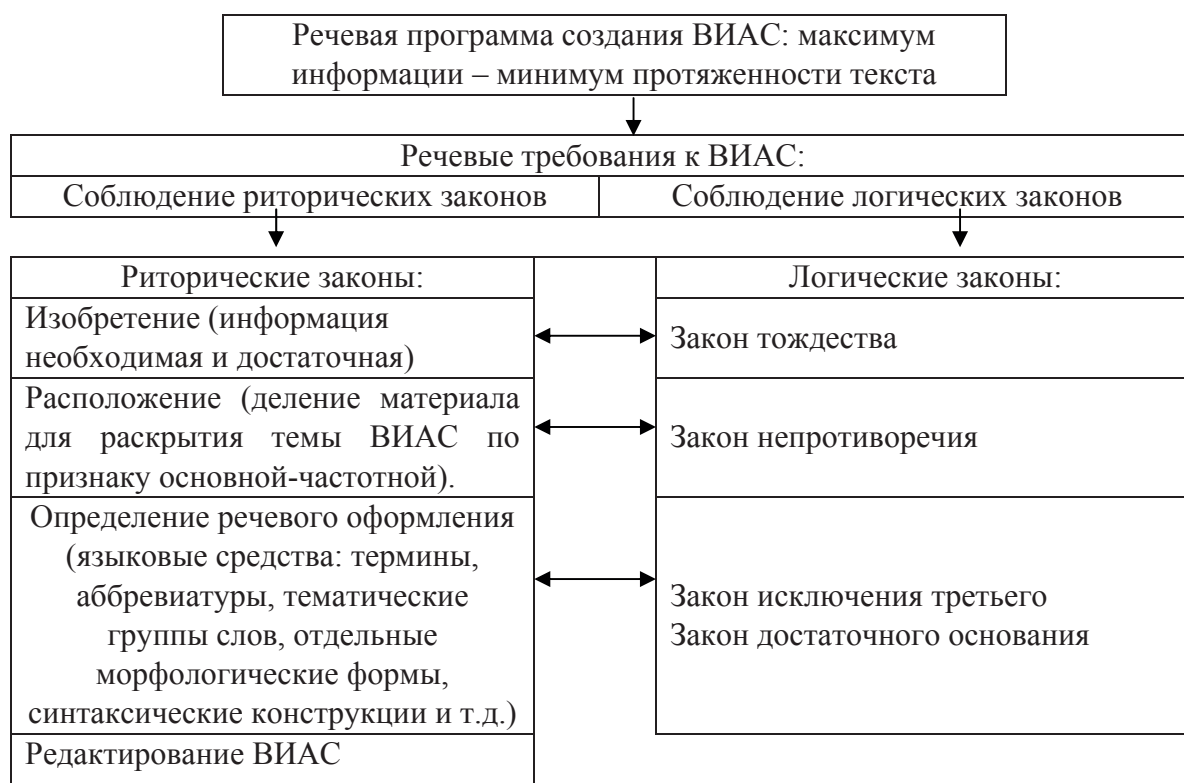 Речевая программа создания ВИАС: максимум
информации – минимум протяженности текста
Речевые требования к ВИАС:
Соблюдение риторических законов
Соблюдение логических законов
Риторические законы:
Логические законы:
Изобретение (информация
необходимая и достаточная)
Закон тождества
Расположение (деление материала
для раскрытия темы ВИАС по
признаку основной-частотной).
Закон непротиворечия
Определение речевого оформления
(языковые средства: термины,
аббревиатуры, тематические
группы слов, отдельные
морфологические формы,
синтаксические конструкции и т.д.)
Закон исключения третьего
Закон достаточного основания
Редактирование ВИАС